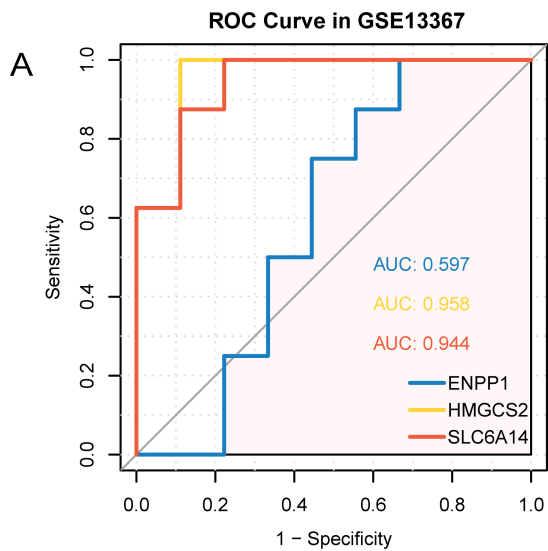 ROC Curve in GSE13367
A
1.0
0.8
0.6
0.4
0.2
0.0
Sensitivity
AUC: 0.597
AUC: 0.958
AUC: 0.944
ENPP1
HMGCS2
SLC6A14
0.0 0.2 0.4 0.6 0.8 1.0
1 − Specificity